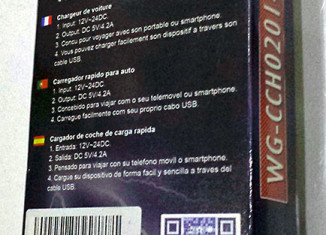 Chargeur de voiture
1. Input: 12V~24DC.
2. Output: DC 5V/4.2A
3. Concu pour voyager avec son portable ou smartphone.
4. Vous pouvez charger facilement son dispositif a travers son
cable USB.
Carregador rapido para auto
1. Input: 12V~24DC
2. Output: DC 5V/4.2A
3. Concebido para viajar com o seu telemovel ou smartphone.
4. Carregue facilmente com seu proprio cabo USB.
Cargador de coche de carga rapida
1. Entrada: 12V~24DC.
2. Salida: DC 5V/4.2A
3. Pensado para viajar con su telefono movil o smartphone.
4. Cargue su dispositivo de forma facil y sencilla a traves del
cable USB.
WG-CCH0201